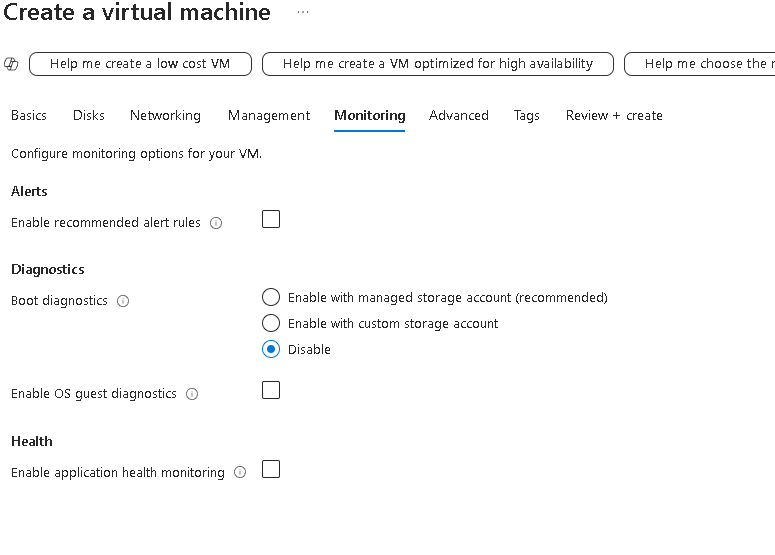 Create a virtual machine ...
Help me create a low cost VM Help me create a VM optimized for high availability Help me choose the
Basics Disks Networking Management Monitoring Advanced Tags Review + create
Configure monitoring options for your VM.
Alerts
Enable recommended alert rules
Diagnostics
Boot diagnostics Enable with managed storage account (recommended)
Enable with custom storage account
Disable
Enable OS guest diagnostics
Health
Enable application health monitoring